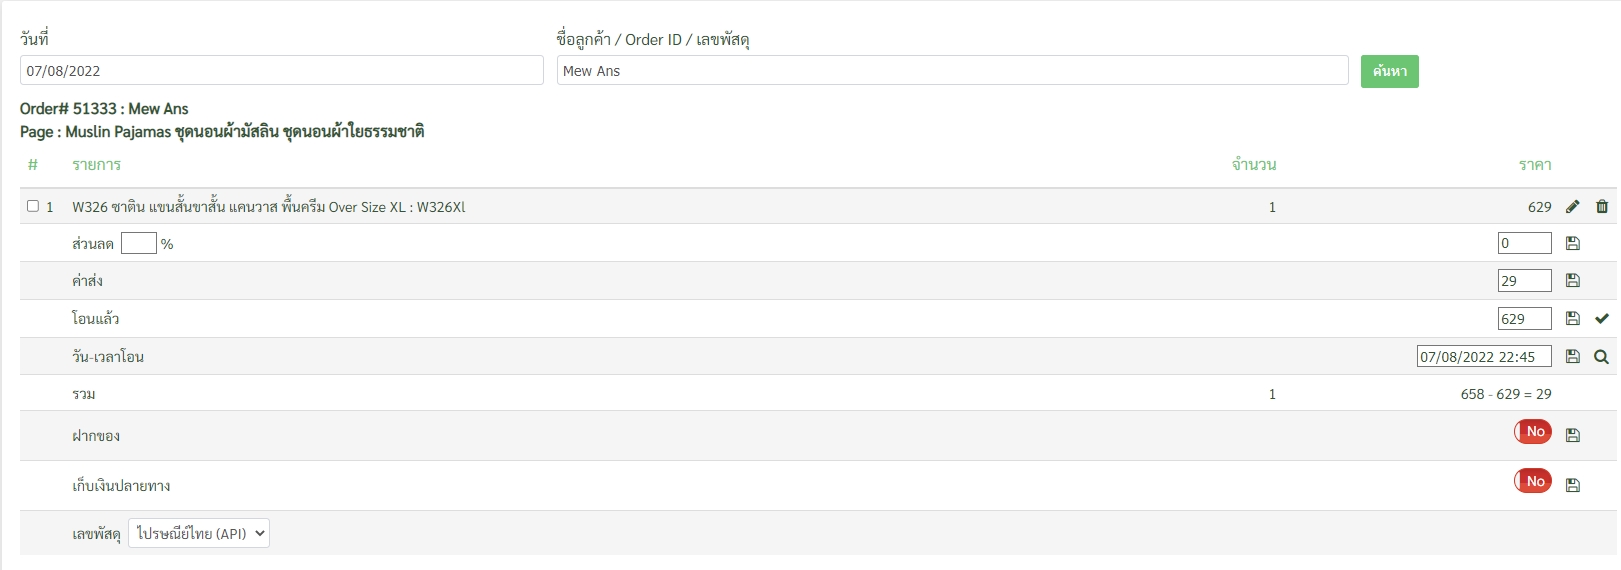 วันที่ ชื่อลูกค้า / Order ID / เลขพัสดุ
07/08/2022 Mew Ans ค้นหา
Order# 51333 : Mew Ans
Page : Muslin Pajamas ชุดนอนผ้ามัสลิน ชุดนอนผ้าใยธรรมชาติ
# รายการ จำนวน ราคา
1 W326 ซาติน แขนสั้นขาสั้น แคนวาส พื้นครีม Over Size XL : W326Xl 1 629
ส่วนลด % 0
ค่าส่ง 29
โอนแล้ว 629
วัน-เวลาโอน 07/08/2022 22:45
รวม 1 658 - 629 = 29
ฝากของ No
เก็บเงินปลายทาง No
เลขพัสดุ ไปรษณีย์ไทย (API)